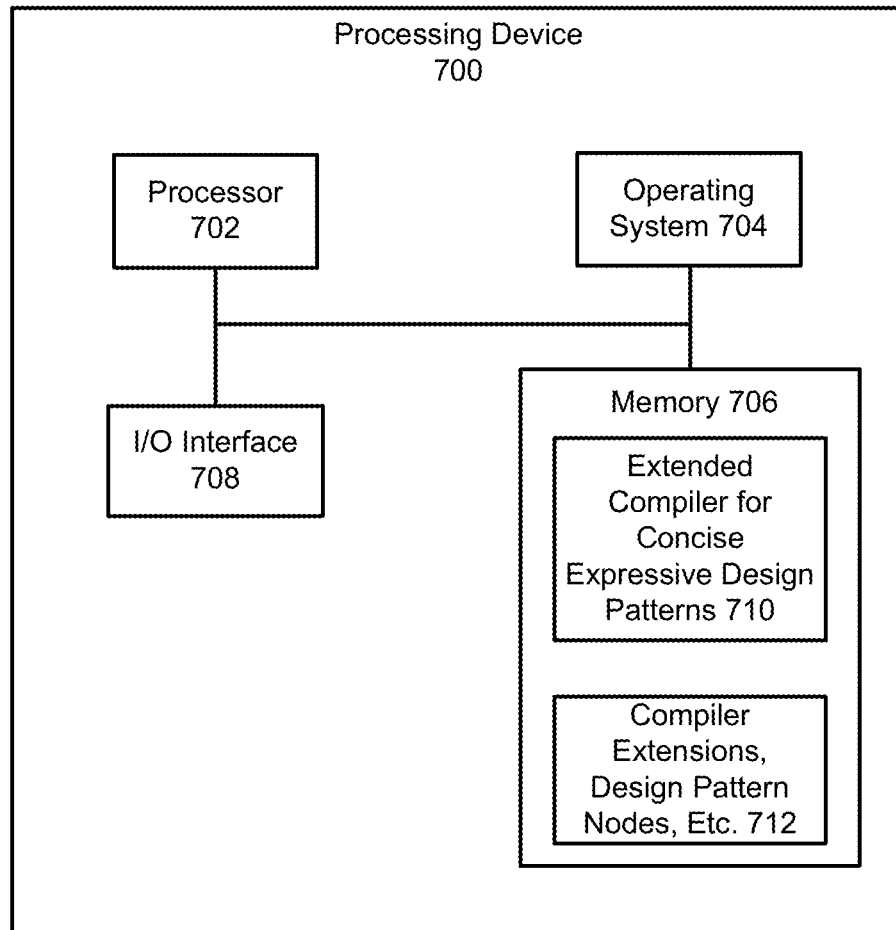 Processing Device
700
Processor
702
Operating
System 704
I/O Interface
708
Memory 706
Extended
Compiler for
Concise
Expressive Design
Patterns 710
Compiler
Extensions,
Design Pattern
Nodes, Etc. 712